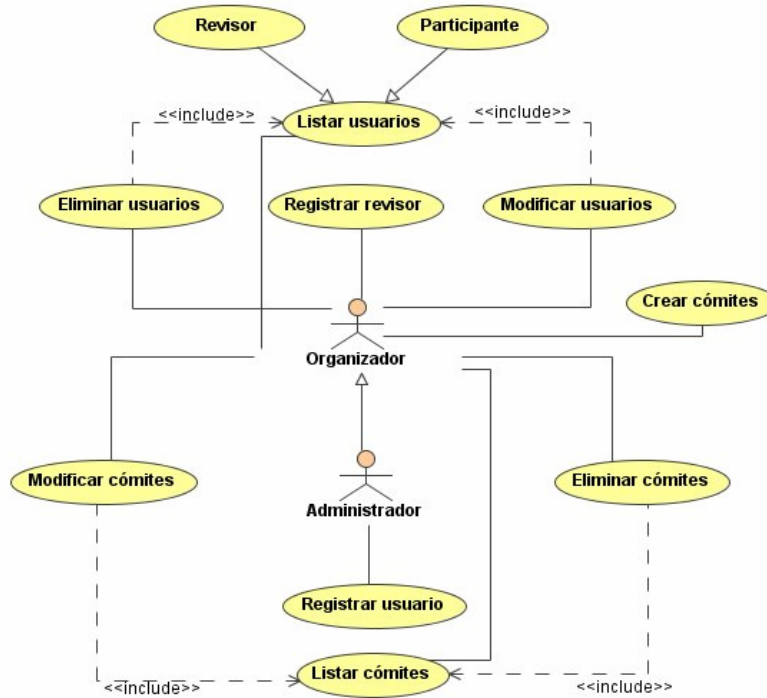 Revisor
Participante
<<include>>
<<include>>
Listar usuarios
Eliminar usuarios
Registrar revisor
Modificar usuarios
Crear cómites
Organizador
Modificar cómites
Eliminar cómites
Administrador
Registrar usuario
Listar cómites
<<include>>
<<include>>